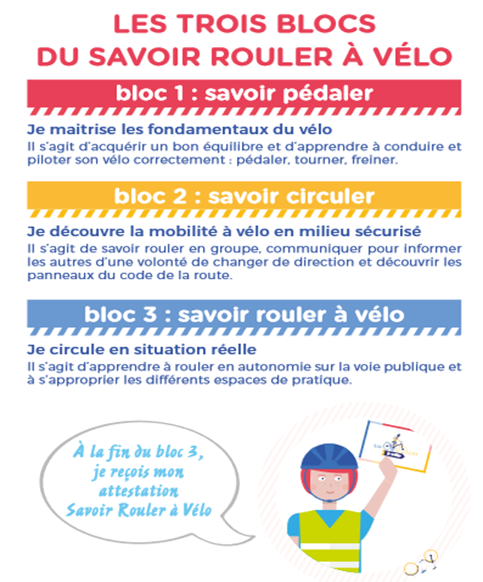 LES TROIS BLOCS
DU SAVOIR ROULER À VÉLO
bloc 1 : savoir pédaler
Je maitrise les fondamentaux du vélo
Il s'agit d'acquérir un bon équilibre et d'apprendre à conduire et
piloter son vélo correctement : pédaler, tourner, freiner.
bloc 2 : savoir circuler
Je découvre la mobilité à vélo en milieu sécurisé
Il s'agit de savoir rouler en groupe, communiquer pour informer
les autres d'une volonté de changer de direction et découvrir les
panneaux du code de la route.
bloc 3 : savoir rouler à vélo
Je circule en situation réelle
Il s'agit d'apprendre à rouler en autonomie sur la voie publique et
à s'approprier les différents espaces de pratique.
À la fin du bloc 3,
je reçois mon
attestation
Savoir Rouler à Vélo